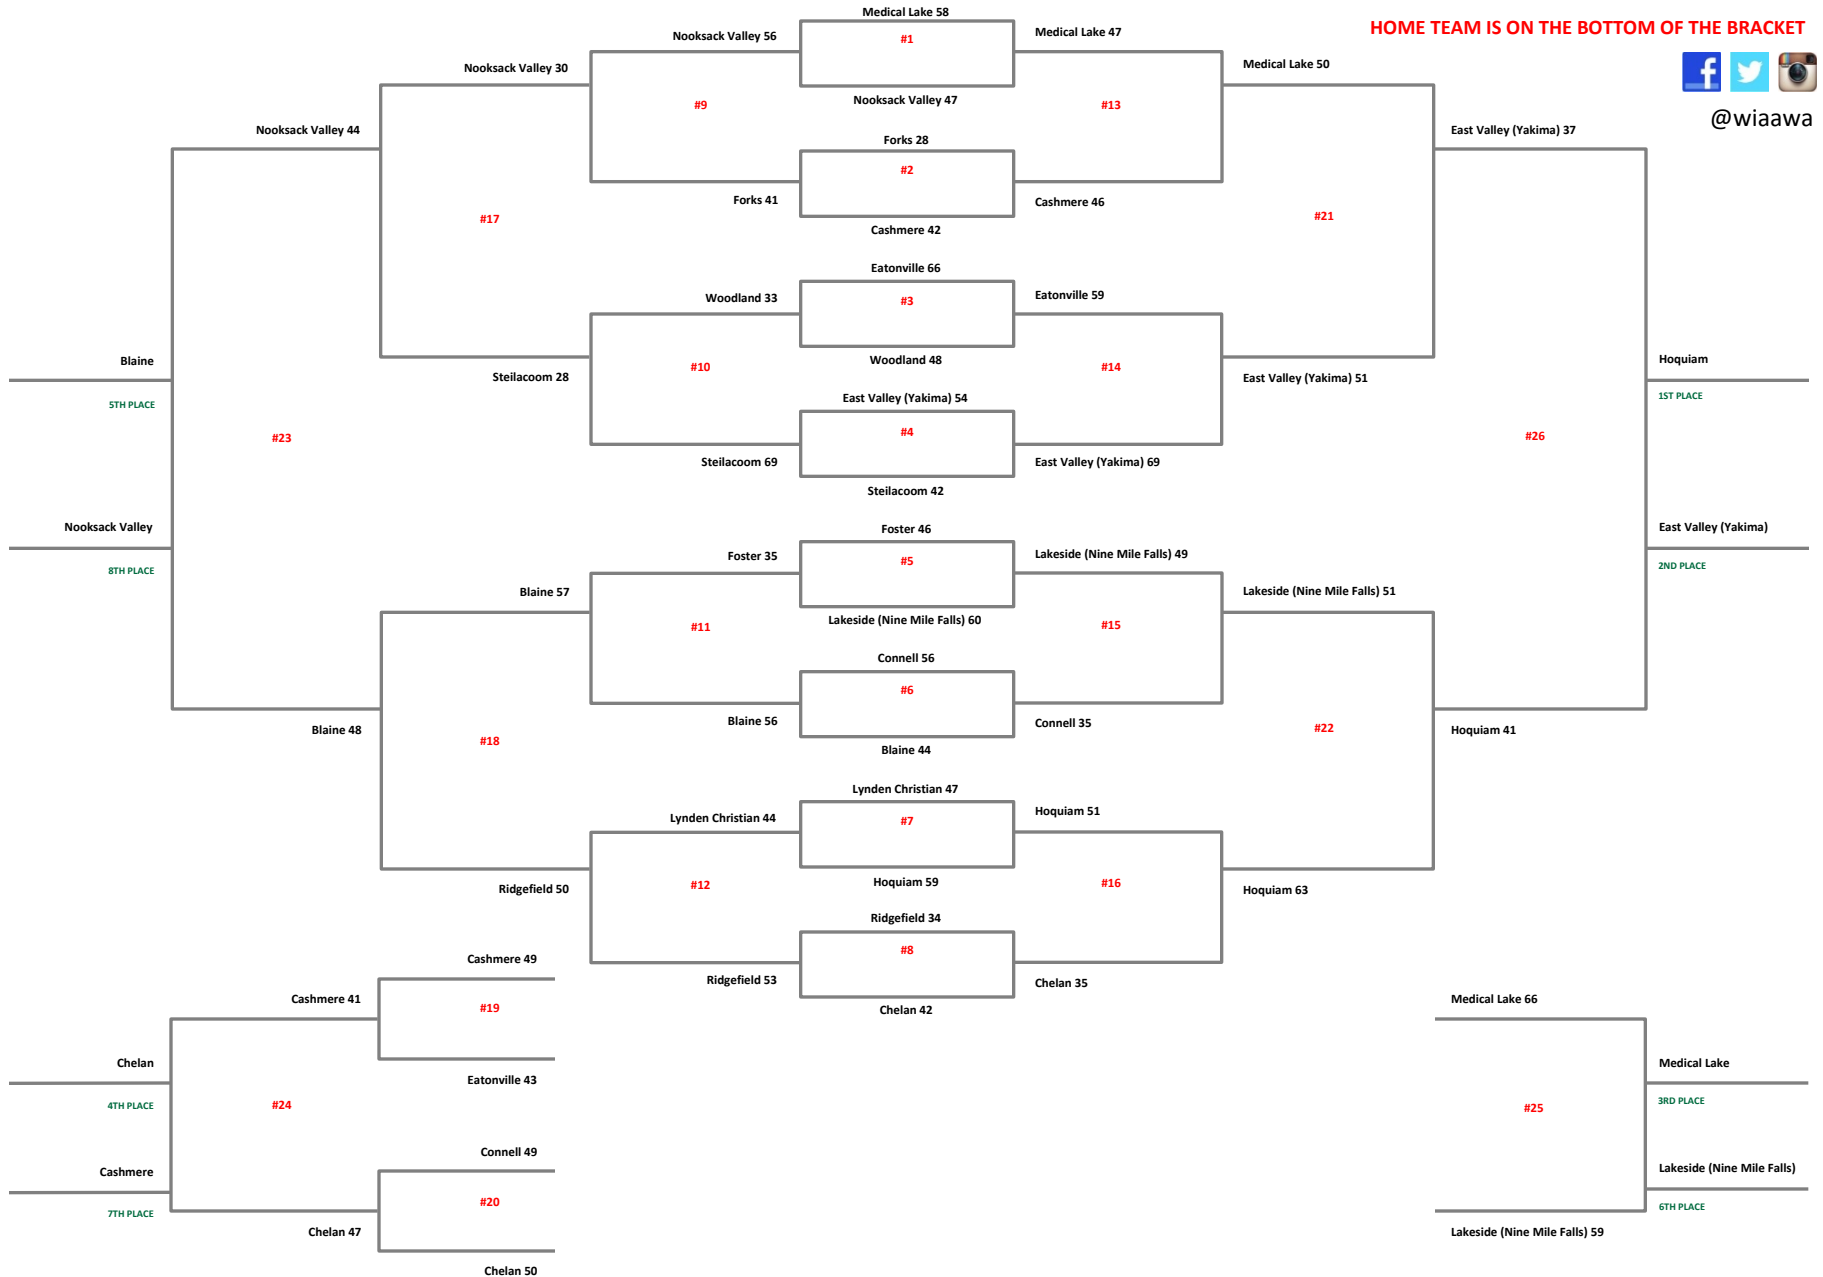 Medical Lake 58
HOME TEAM IS ON THE BOTTOM OF THE BRACKET
Nooksack Valley 56
#1
Medical Lake 47
Nooksack Valley 30
Medical Lake 50
Nooksack Valley 47
#9
#13
@wiaawa
Nooksack Valley 44
East Valley (Yakima) 37
Forks 28
#2
Forks 41
Cashmere 46
#17
#21
Cashmere 42
Eatonville 66
Woodland 33
#3
Eatonville 59
Blaine
Woodland 48
Hoquiam
#10
#14
Steilacoom 28
East Valley (Yakima) 51
5TH PLACE
East Valley (Yakima) 54
1ST PLACE
#23
#4
#26
Steilacoom 69
East Valley (Yakima) 69
Steilacoom 42
Nooksack Valley
Foster 46
East Valley (Yakima)
Foster 35
#5
Lakeside (Nine Mile Falls) 49
8TH PLACE
2ND PLACE
Blaine 57
Lakeside (Nine Mile Falls) 51
Lakeside (Nine Mile Falls) 60
#11
#15
Connell 56
#6
Blaine 56
Connell 35
Blaine 48
#18
#22
Hoquiam 41
Blaine 44
Lynden Christian 47
Lynden Christian 44
#7
Hoquiam 51
Hoquiam 59
#12
#16
Ridgefield 50
Hoquiam 63
Ridgefield 34
#8
Cashmere 49
Ridgefield 53
Chelan 35
Cashmere 41
#19
Chelan 42
Medical Lake 66
Chelan
Medical Lake
Eatonville 43
4TH PLACE
#24
#25
3RD PLACE
Connell 49
Cashmere
Lakeside (Nine Mile Falls)
#20
7TH PLACE
6TH PLACE
Chelan 47
Lakeside (Nine Mile Falls) 59
Chelan 50